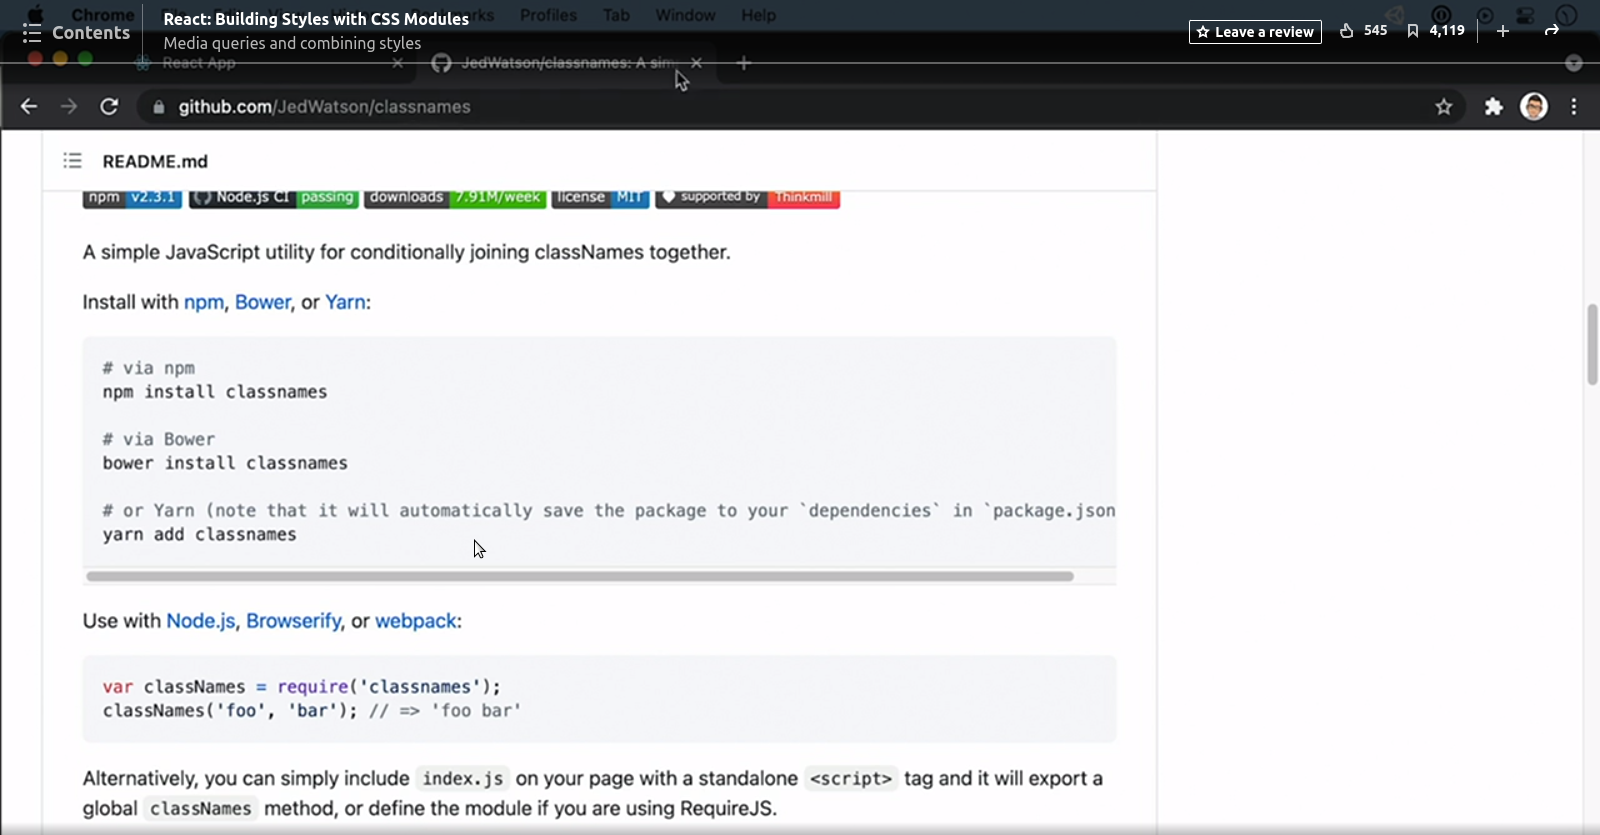 Chrome Profiles Tab Window Help
Contents
React: Building Styles with CSS Modules
Media queries and combining styles
Leave a review 545 4,119
React App
JedWatson/classnames: A sim
github.com/JedWatson/classnames
README.md
npm v2.3.1 Node.js CI passing downloads 7.91M/week license MIT supported by Thinkmill
A simple JavaScript utility for conditionally joining classNames together.
Install with npm, Bower, or Yarn:
# via npm
npm install classnames
# via Bower
bower install classnames
# or Yarn (note that it will automatically save the package to your `dependencies` in `package.json
yarn add classnames
Use with Node.js, Browserify, or webpack:
var classNames = require('classnames');
classNames('foo', 'bar'); // => 'foo bar'
Alternatively, you can simply include index.js on your page with a standalone <script> tag and it will export a
global classNames method, or define the module if you are using RequireJS.